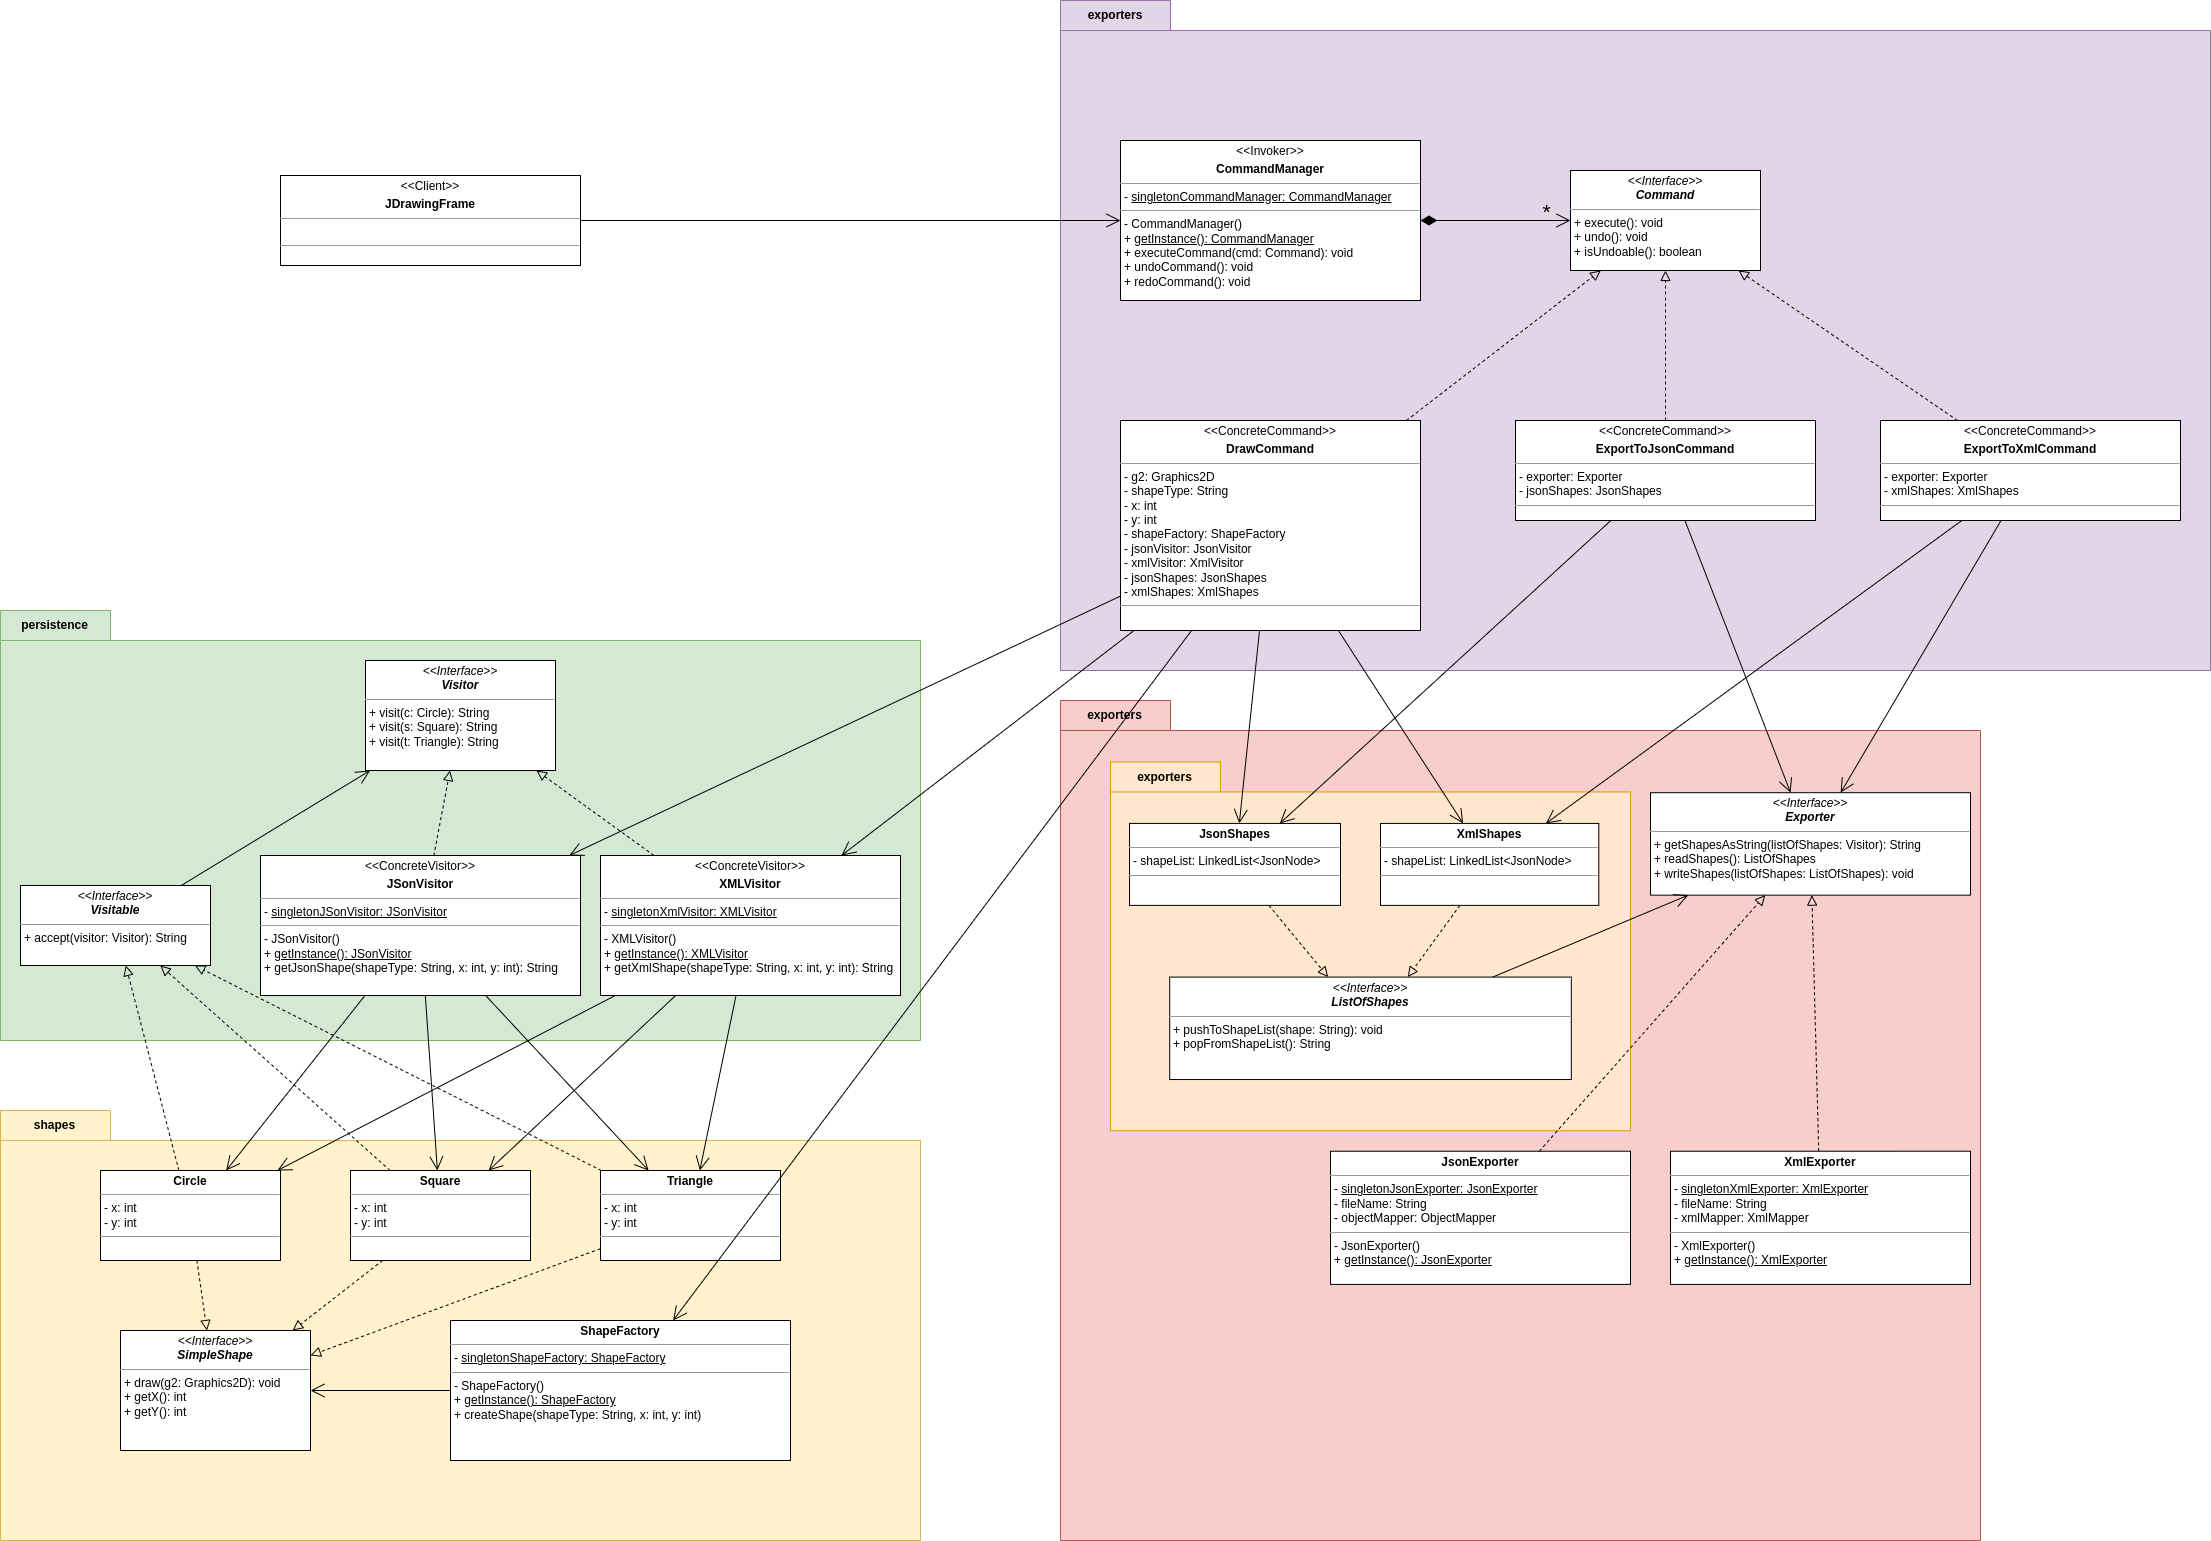 exporters
<<Invoker>>
CommandManager
- singletonCommandManager: CommandManager
- CommandManager()
+ getInstance(): CommandManager
+ executeCommand(cmd: Command): void
+ undoCommand(): void
+ redoCommand(): void
*
<<Interface>>
Command
+ execute(): void
+ undo(): void
+ isUndoable(): boolean
<<Client>>
JDrawingFrame
<<ConcreteCommand>>
DrawCommand
- g2: Graphics2D
- shapeType: String
- x: int
- y: int
- shapeFactory: ShapeFactory
- jsonVisitor: JsonVisitor
- xmlVisitor: XmlVisitor
- jsonShapes: JsonShapes
- xmlShapes: XmlShapes
<<ConcreteCommand>>
ExportToJsonCommand
- exporter: Exporter
- jsonShapes: JsonShapes
<<ConcreteCommand>>
ExportToXmlCommand
- exporter: Exporter
- xmlShapes: XmlShapes
persistence
<<Interface>>
Visitor
+ visit(c: Circle): String
+ visit(s: Square): String
+ visit(t: Triangle): String
<<Interface>>
Visitable
+ accept(visitor: Visitor): String
<<ConcreteVisitor>>
JSonVisitor
- singletonJSonVisitor: JSonVisitor
- JSonVisitor()
+ getInstance(): JSonVisitor
+ getJsonShape(shapeType: String, x: int, y: int): String
<<ConcreteVisitor>>
XMLVisitor
- singletonXmlVisitor: XMLVisitor
- XMLVisitor()
+ getInstance(): XMLVisitor
+ getXmlShape(shapeType: String, x: int, y: int): String
exporters
exporters
JsonShapes
- shapeList: LinkedList<JsonNode>
XmlShapes
- shapeList: LinkedList<JsonNode>
<<Interface>>
Exporter
+ getShapesAsString(listOfShapes: Visitor): String
+ readShapes(): ListOfShapes
+ writeShapes(listOfShapes: ListOfShapes): void
<<Interface>>
ListOfShapes
+ pushToShapeList(shape: String): void
+ popFromShapeList(): String
JsonExporter
- singletonJsonExporter: JsonExporter
- fileName: String
- objectMapper: ObjectMapper
- JsonExporter()
+ getInstance(): JsonExporter
XmlExporter
- singletonXmlExporter: XmlExporter
- fileName: String
- xmlMapper: XmlMapper
- XmlExporter()
+ getInstance(): XmlExporter
shapes
Circle
- x: int
- y: int
Square
- x: int
- y: int
Triangle
- x: int
- y: int
<<Interface>>
SimpleShape
+ draw(g2: Graphics2D): void
+ getX(): int
+ getY(): int
ShapeFactory
- singletonShapeFactory: ShapeFactory
- ShapeFactory()
+ getInstance(): ShapeFactory
+ createShape(shapeType: String, x: int, y: int)